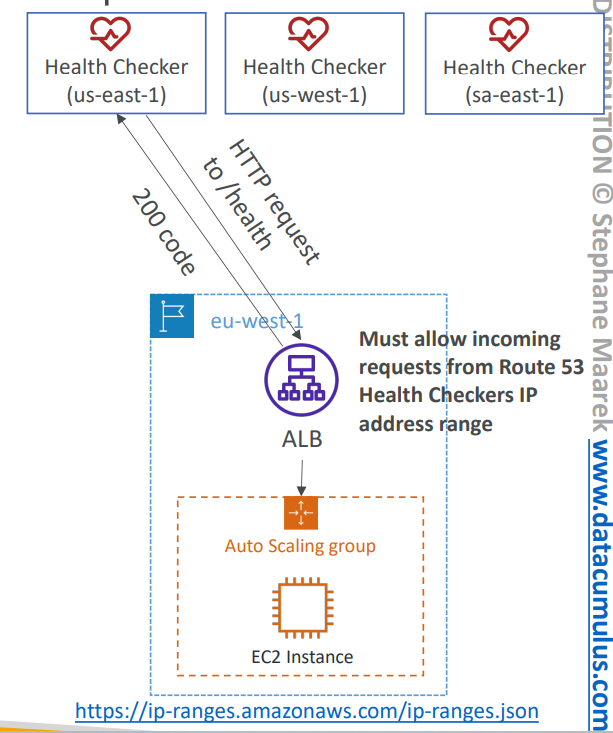 Health Checker
(us-east-1)
Health Checker
(us-west-1)
Health Checker
(sa-east-1)
HTTP request
to /health
200 code
eu-west-1
Must allow incoming
requests from Route 53
Health Checkers IP
address range
ALB
Auto Scaling group
EC2 Instance
https://ip-ranges.amazonaws.com/ip-ranges.json
DISTRIBUTION © Stephane Maarek www.datacumulus.com